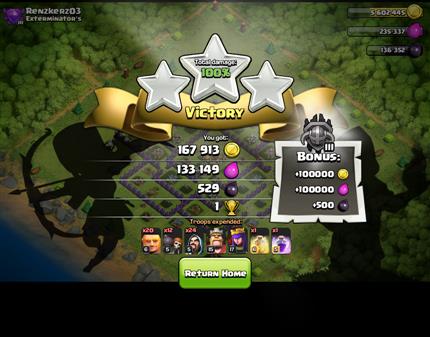 Renzkerz03
Exterminator's
5 602 445
235 337
136 352
Total damage:
100%
Victory
You got:
167 913
133 149
529
1
III
Bonus:
+100000
+100000
+500
Troops expended:
x20 x12 x24 x1 x1
Return Home